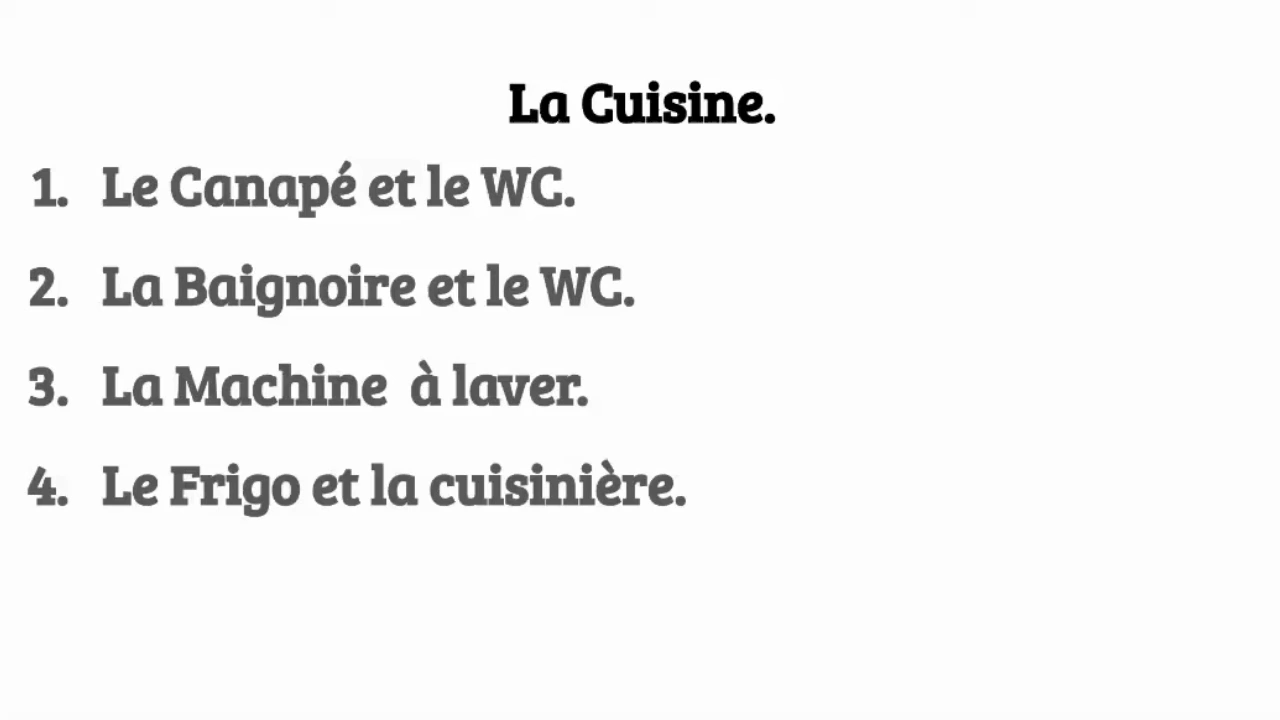 La Cuisine.
1. Le Canapé et le WC.
2. La Baignoire et le WC.
3. La Machine à laver.
4. Le Frigo et la cuisinière.